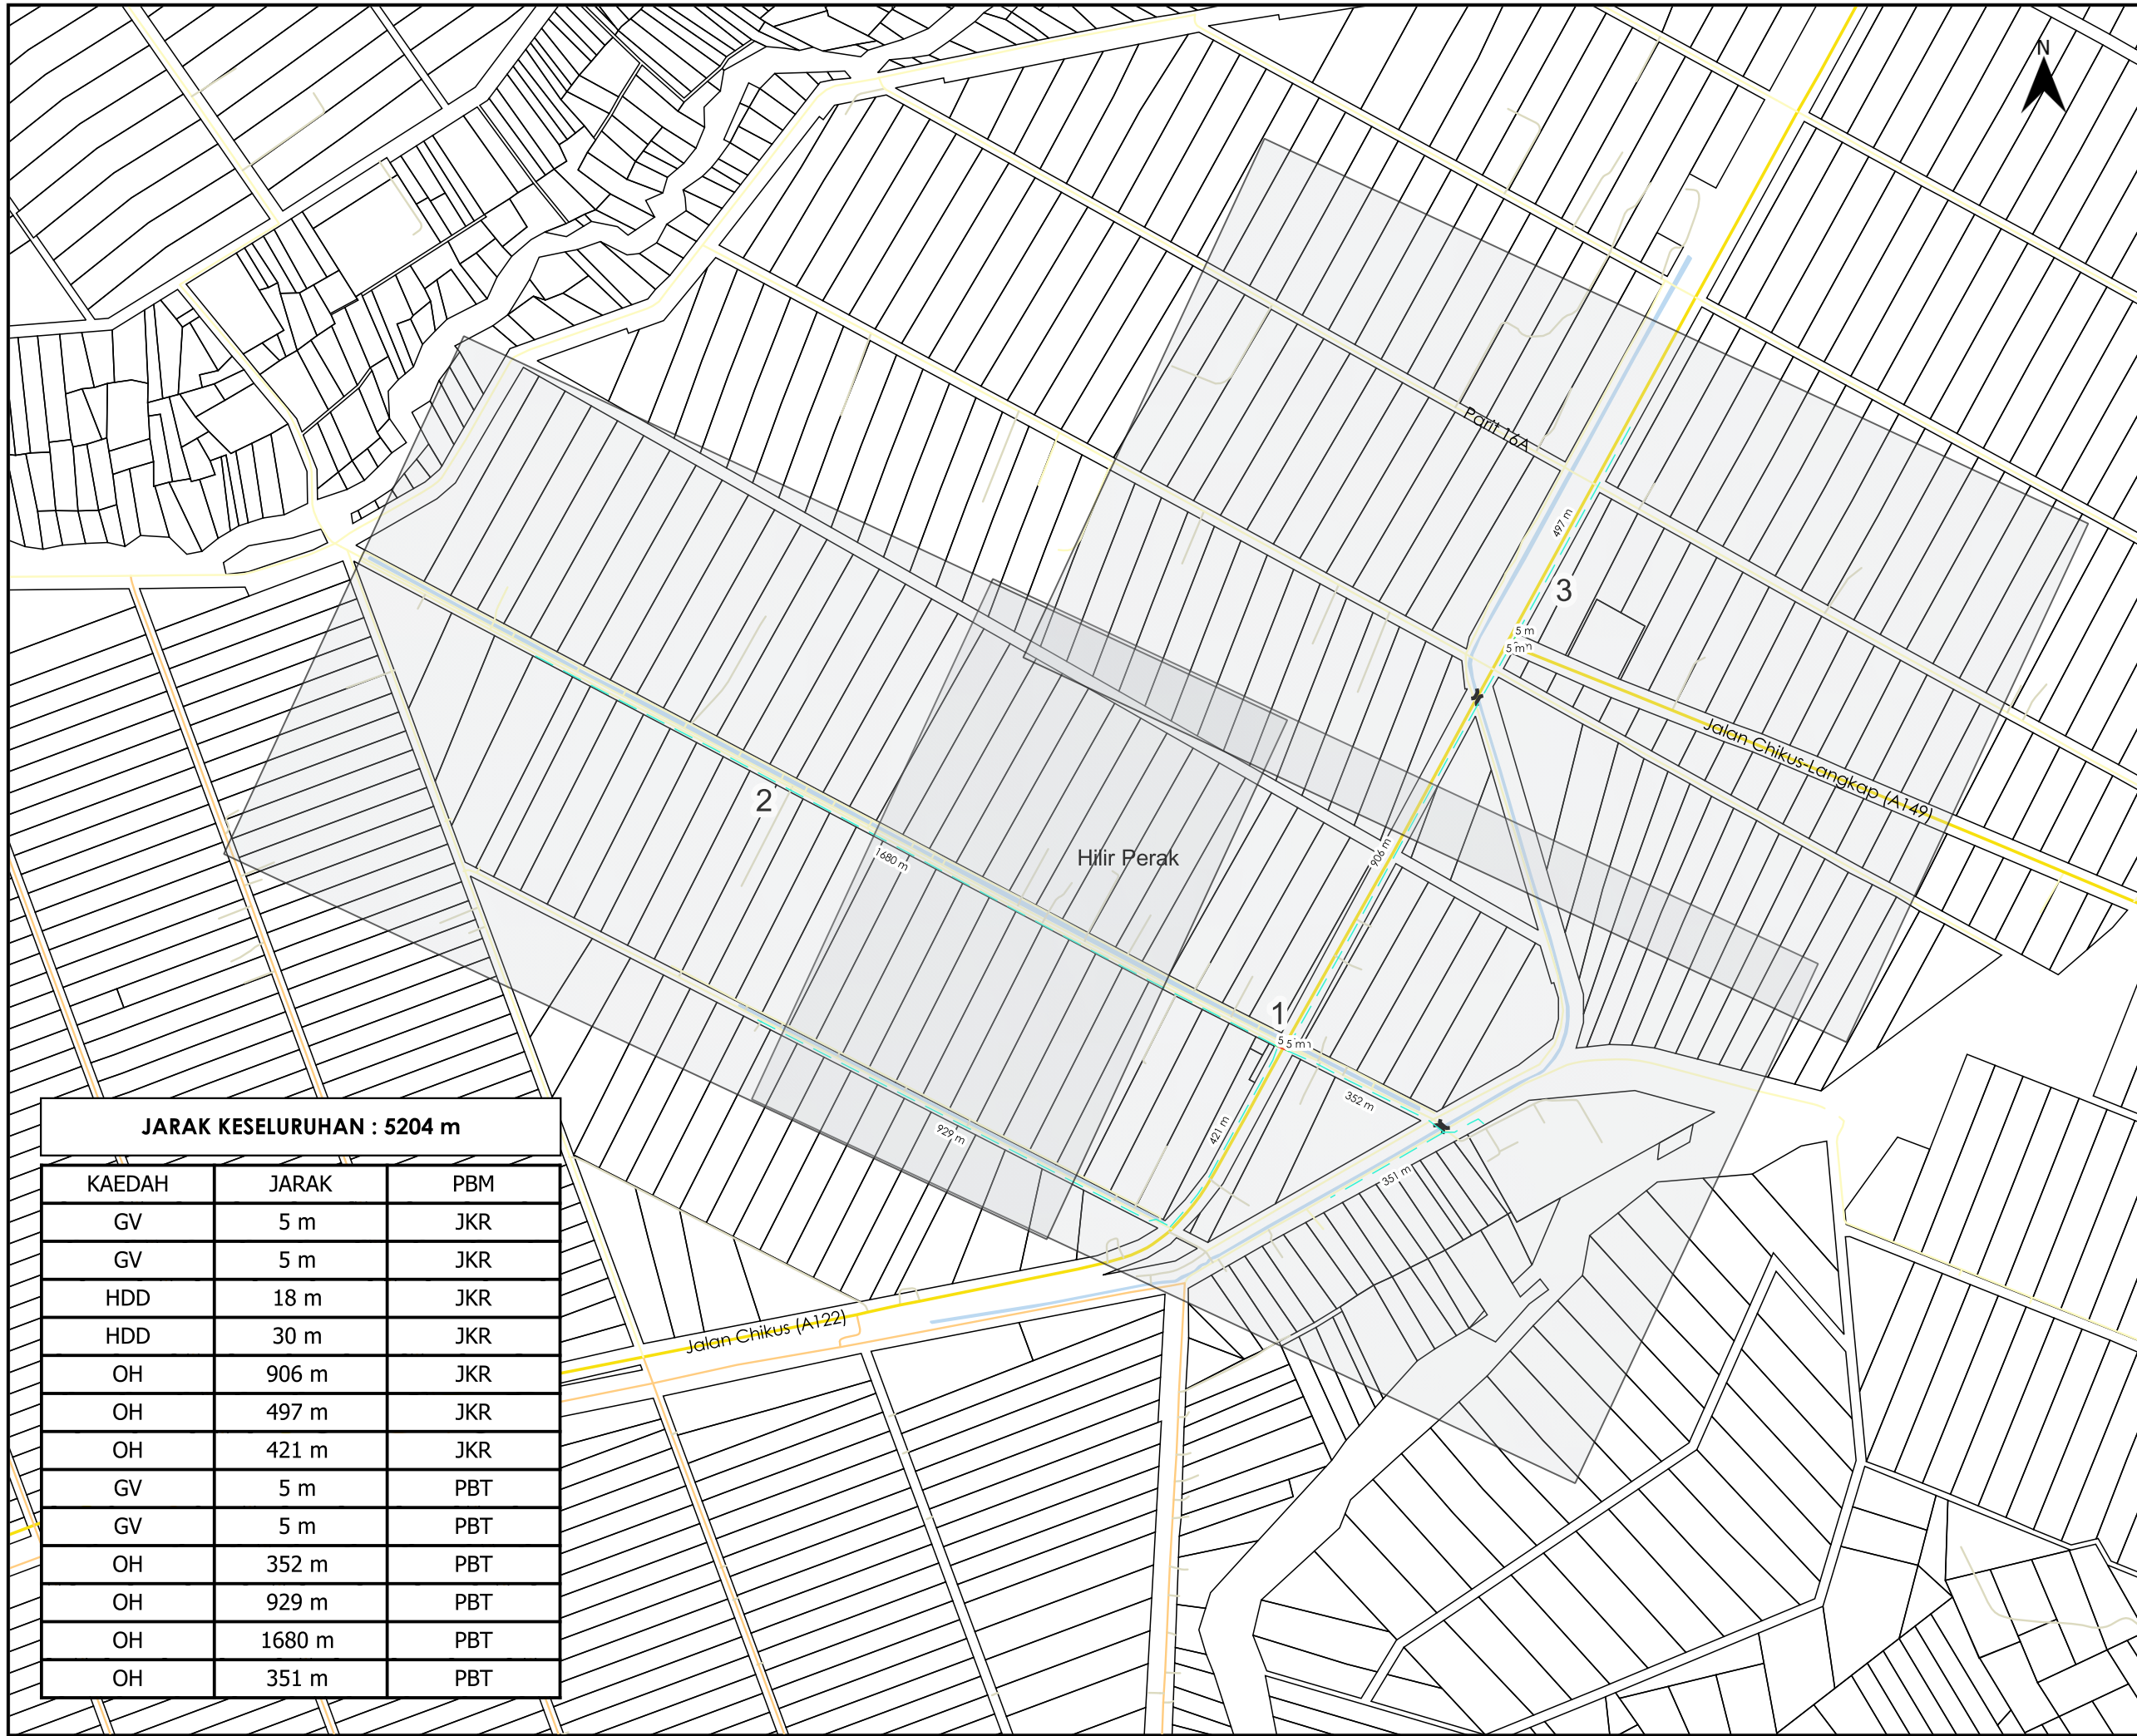 N
Parit 16A
497 m
3
5 m
5 m
Jalan Chikus-Langkap (A149)
2
1680 m
Hilir Perak
906 m
1
5 m
352 m
421 m
929 m
351 m
Jalan Chikus (A122)
JARAK KESELURUHAN : 5204 m
KAEDAH JARAK PBM
GV 5 m JKR
GV 5 m JKR
HDD 18 m JKR
HDD 30 m JKR
OH 906 m JKR
OH 497 m JKR
OH 421 m JKR
GV 5 m PBT
GV 5 m PBT
OH 352 m PBT
OH 929 m PBT
OH 1680 m PBT
OH 351 m PBT